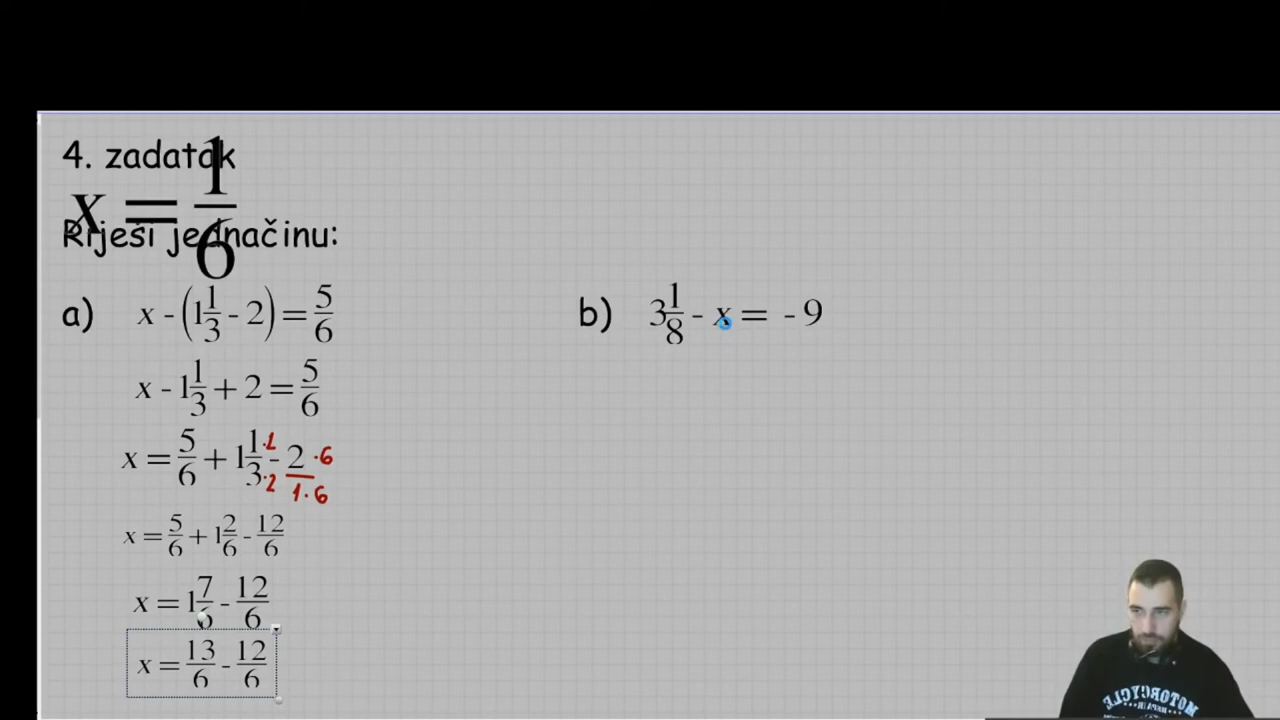 4. zadatak
x = 1/6
Riješi jednačinu:
a) x - (1 1/3 - 2) = 5/6
b) 3 1/8 - x = - 9
x - 1 1/3 + 2 = 5/6
x = 5/6 + 1 1/3 ·2/·2 - 2/1 ·6/·6
x = 5/6 + 1 2/6 - 12/6
x = 1 7/6 - 12/6
x = 13/6 - 12/6
MOTORCYCLE
REPAIR